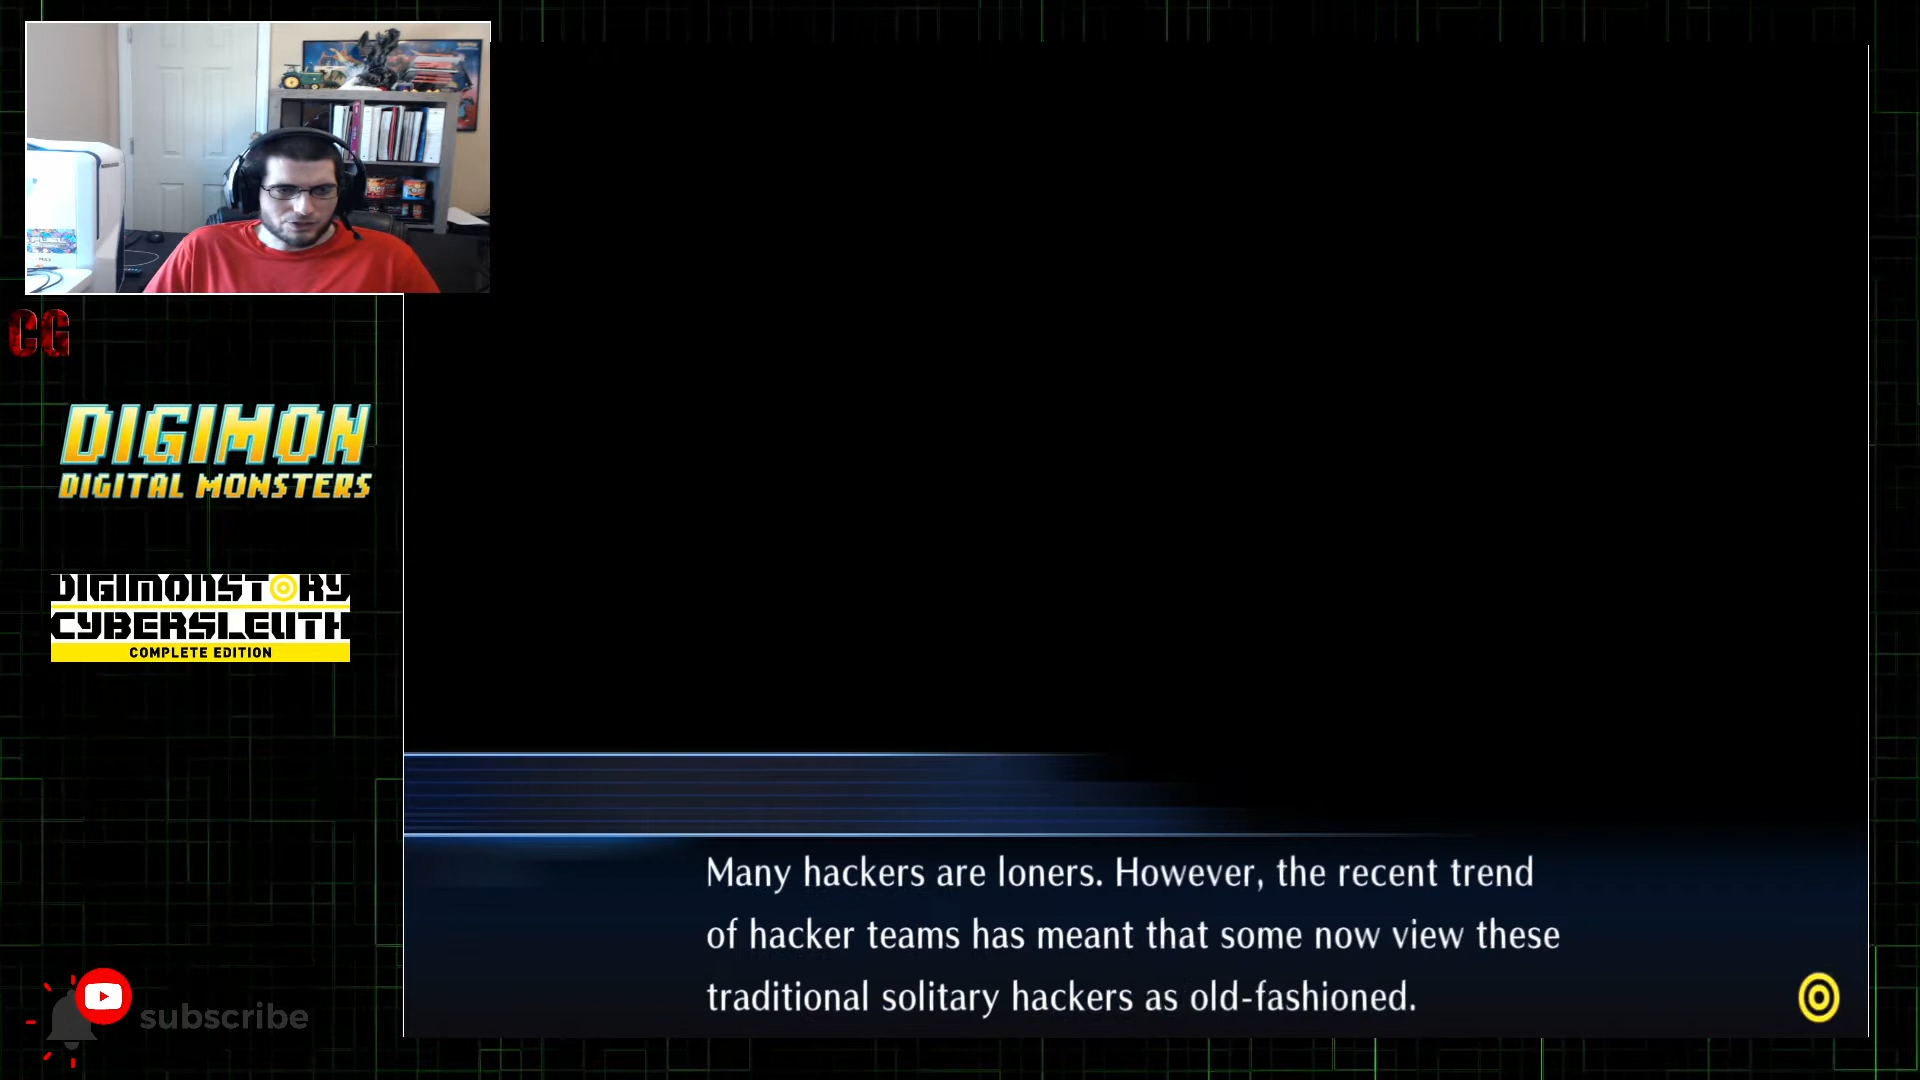 CG
DIGIMON
DIGITAL MONSTERS
DIGIMONSTORY
CYBERSLEUTH
COMPLETE EDITION
Many hackers are loners. However, the recent trend
of hacker teams has meant that some now view these
traditional solitary hackers as old-fashioned.
subscribe